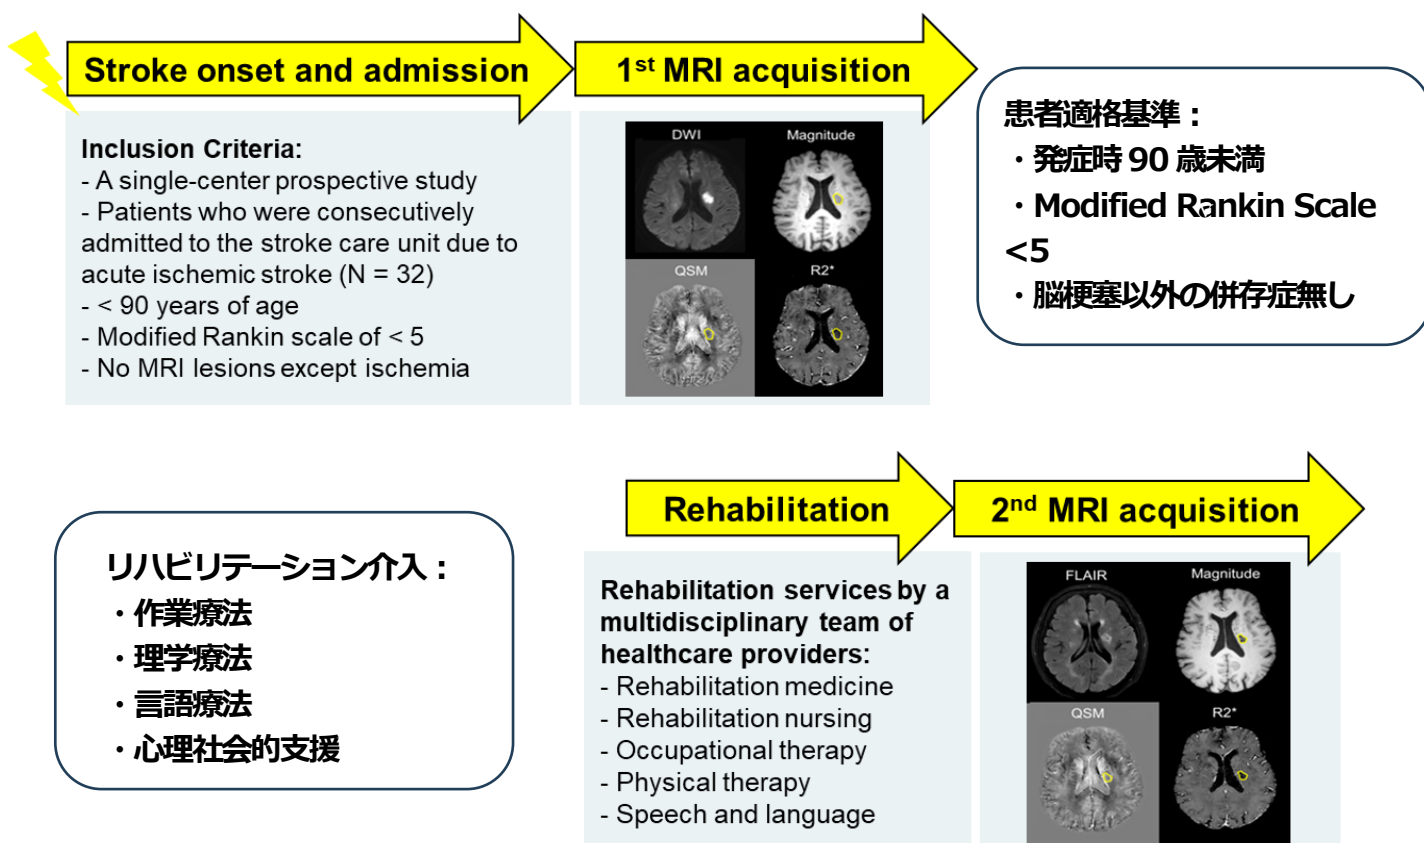 Stroke onset and admission
1st MRI acquisition
Inclusion Criteria:
- A single-center prospective study
- Patients who were consecutively
admitted to the stroke care unit due to
acute ischemic stroke (N = 32)
- < 90 years of age
- Modified Rankin scale of < 5
- No MRI lesions except ischemia
DWI
Magnitude
QSM
R2*
患者適格基準：
・発症時 90 歳未満
・Modified Rankin Scale
<5
・脳梗塞以外の併存症無し
リハビリテーション介入：
・作業療法
・理学療法
・言語療法
・心理社会的支援
Rehabilitation
2nd MRI acquisition
Rehabilitation services by a
multidisciplinary team of
healthcare providers:
- Rehabilitation medicine
- Rehabilitation nursing
- Occupational therapy
- Physical therapy
- Speech and language
FLAIR
Magnitude
QSM
R2*